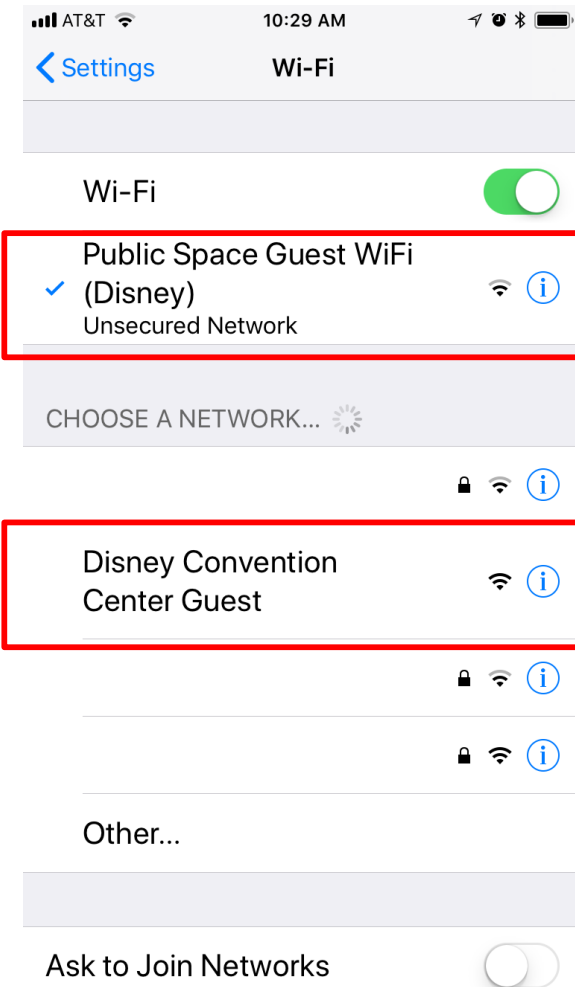 AT&T 10:29 AM
Settings Wi-Fi
Wi-Fi
Public Space Guest WiFi
(Disney)
Unsecured Network
CHOOSE A NETWORK...
Disney Convention
Center Guest
Other...
Ask to Join Networks